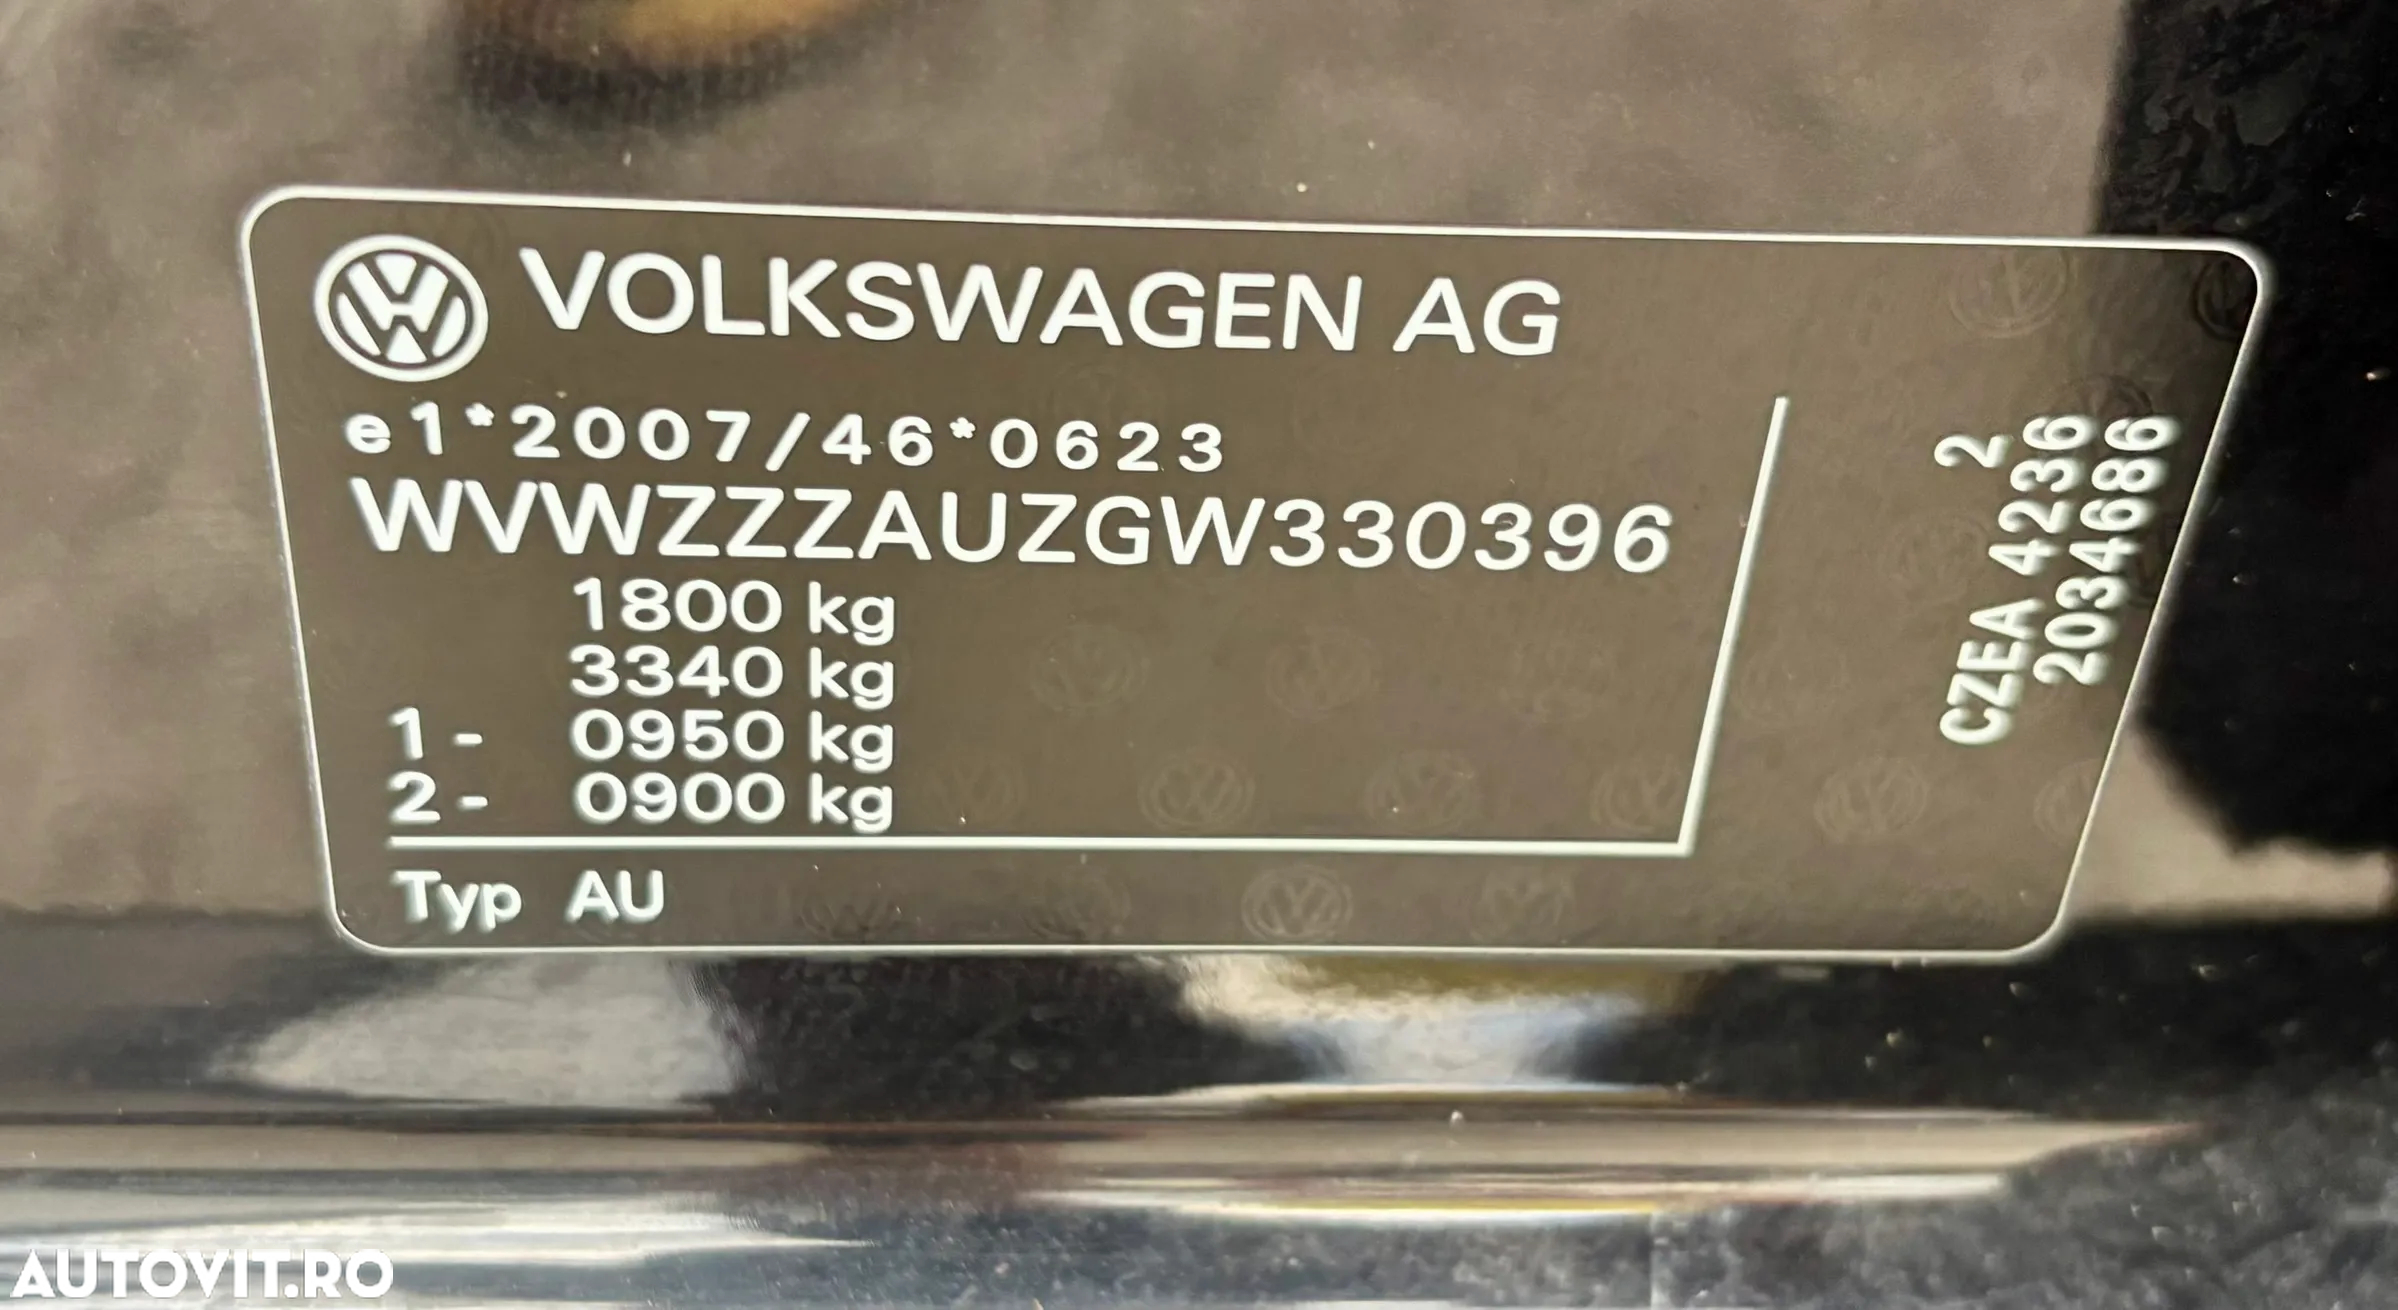 VOLKSWAGEN AG
e1*2007/46*0623
WVWZZZAUZGW330396
1800 kg
3340 kg
1- 0950 kg
2- 0900 kg
Typ AU
2
CZEA 4236
2034686
AUTOVIT.RO